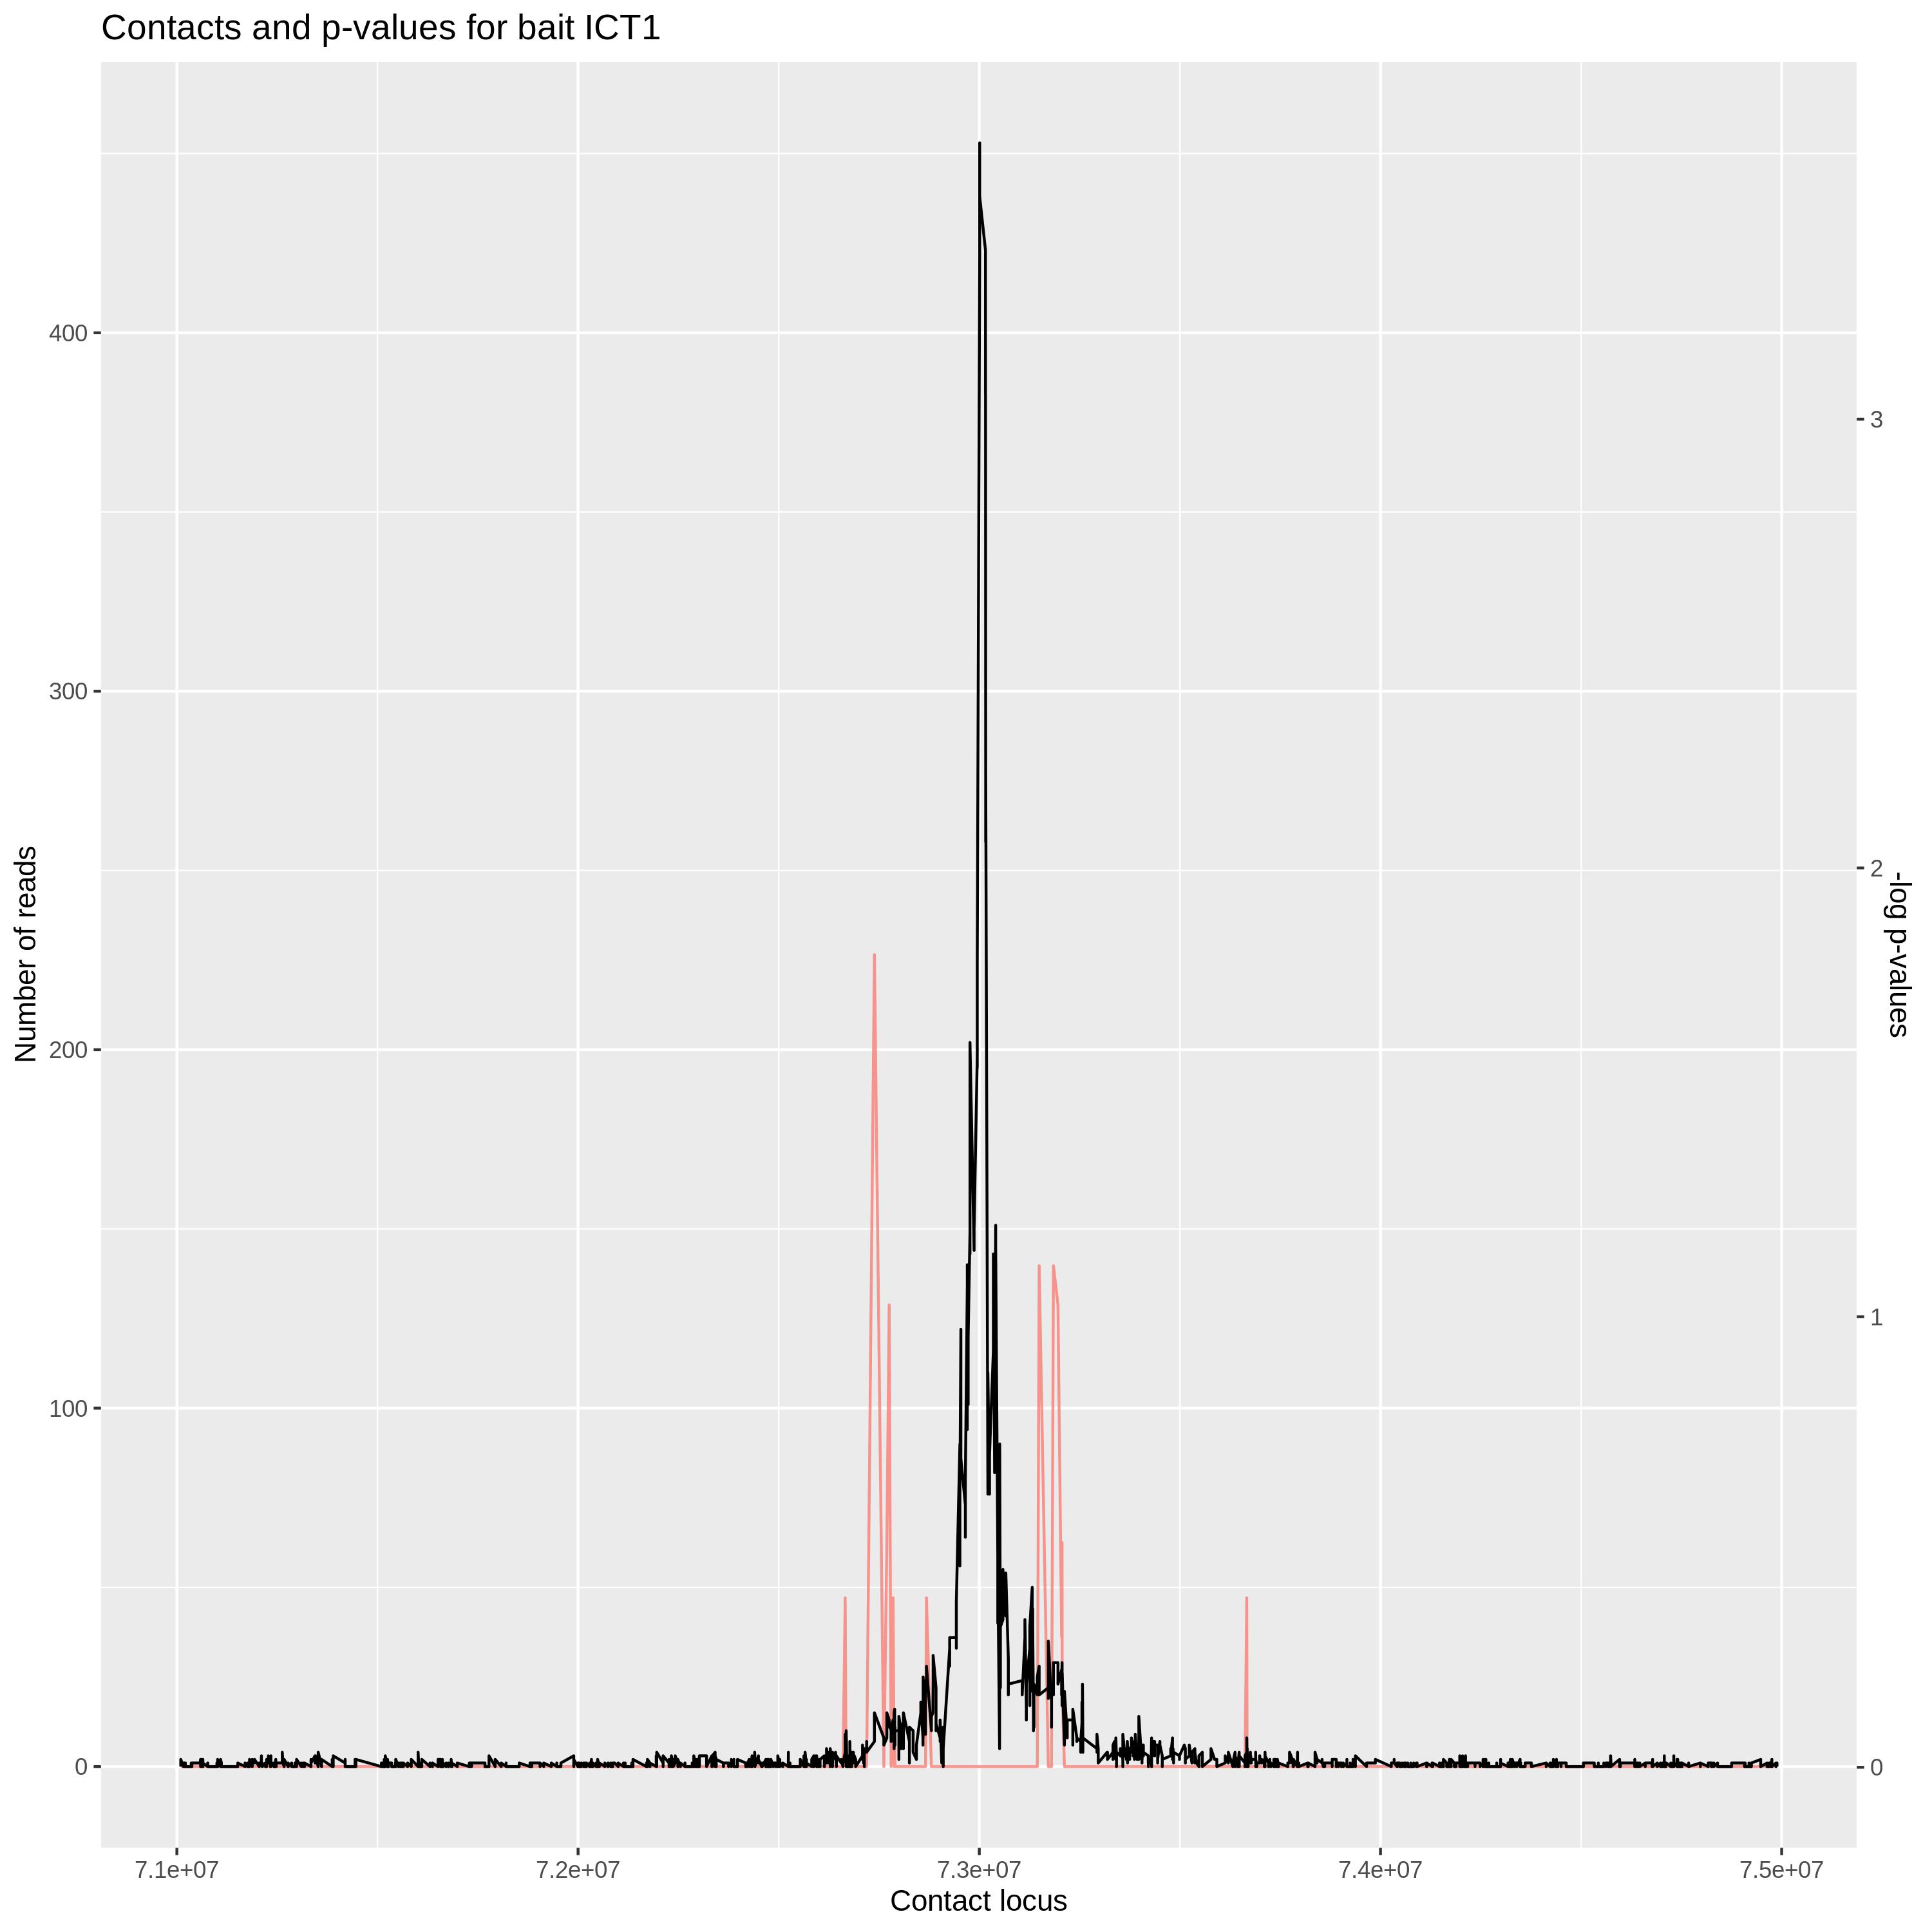 Contacts and p-values for bait ICT1
Number of reads
400
300
200
100
0
3
2
1
0
-log p-values
7.1e+07
7.2e+07
7.3e+07
7.4e+07
7.5e+07
Contact locus